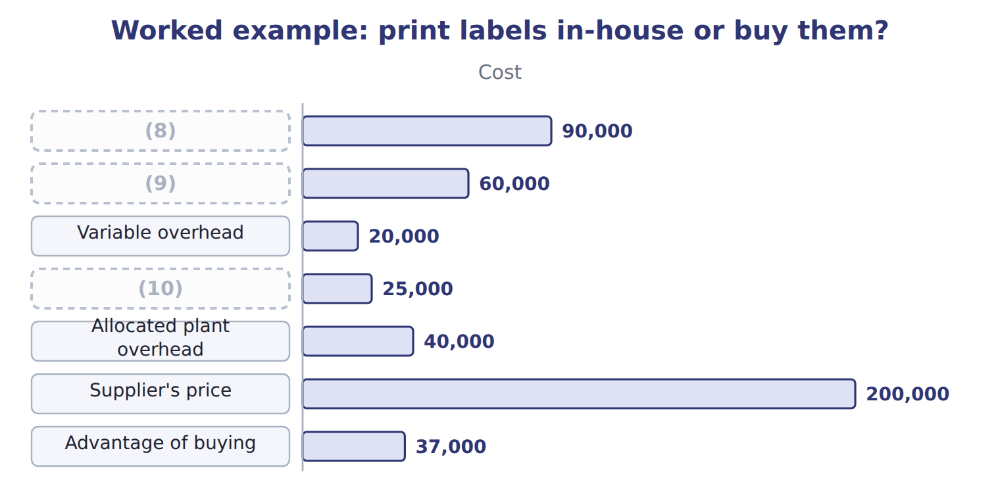 Worked example: print labels in-house or buy them?
Cost
(8)
90,000
(9)
60,000
Variable overhead
20,000
(10)
25,000
Allocated plant
overhead
40,000
Supplier's price
200,000
Advantage of buying
37,000